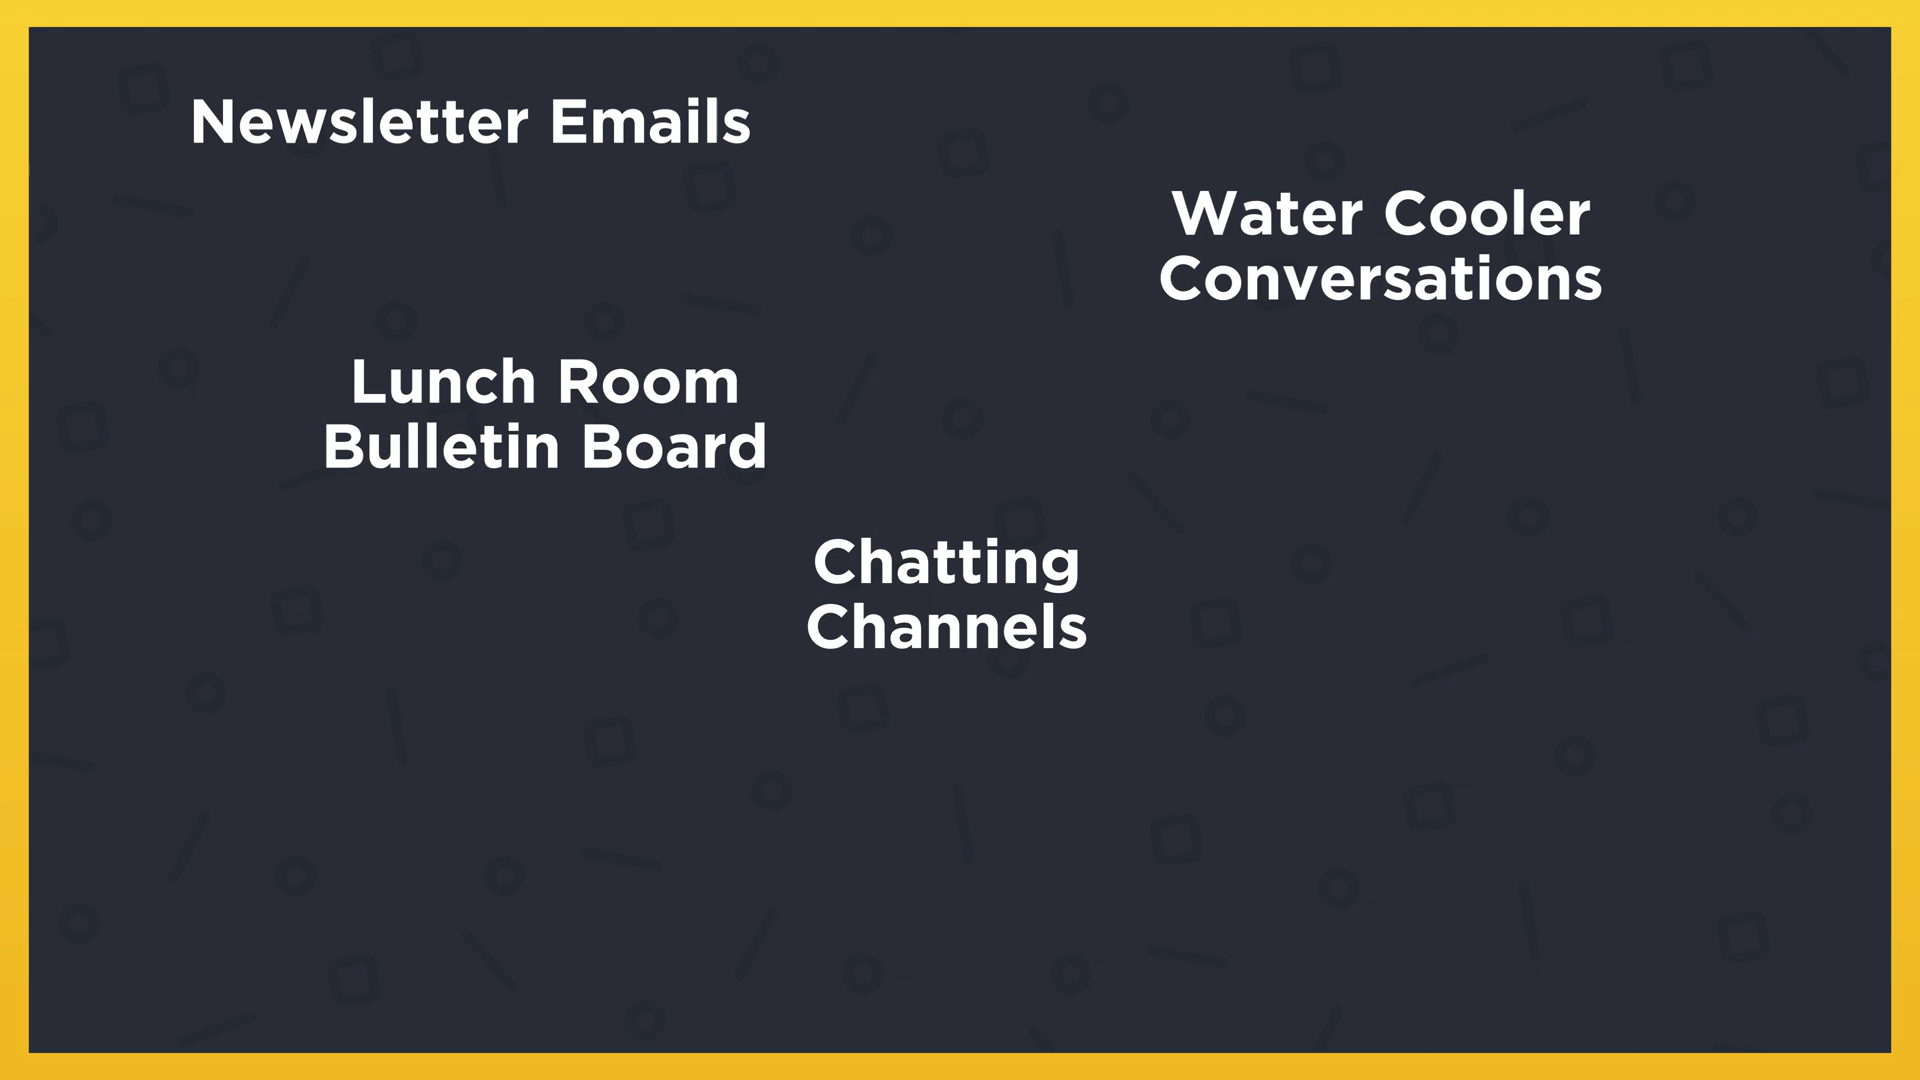 Newsletter Emails
Water Cooler
Conversations
Lunch Room
Bulletin Board
Chatting
Channels